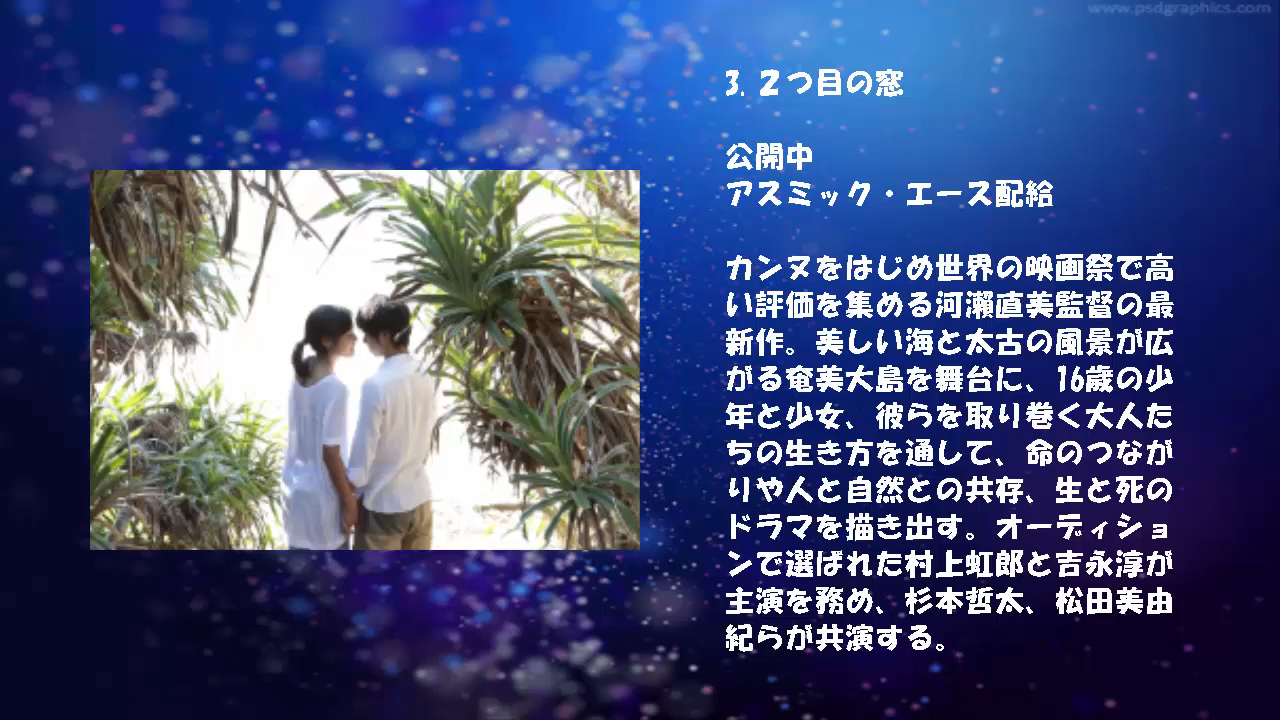 www.psdgraphics.com
3. 2つ目の窓
公開中
アスミック・エース配給
カンヌをはじめ世界の映画祭で高
い評価を集める河瀨直美監督の最
新作。美しい海と太古の風景が広
がる奄美大島を舞台に、16歳の少
年と少女、彼らを取り巻く大人た
ちの生き方を通して、命のつなが
りや人と自然との共存、生と死の
ドラマを描き出す。オーディショ
ンで選ばれた村上虹郎と吉永淳が
主演を務め、杉本哲太、松田美由
紀らが共演する。